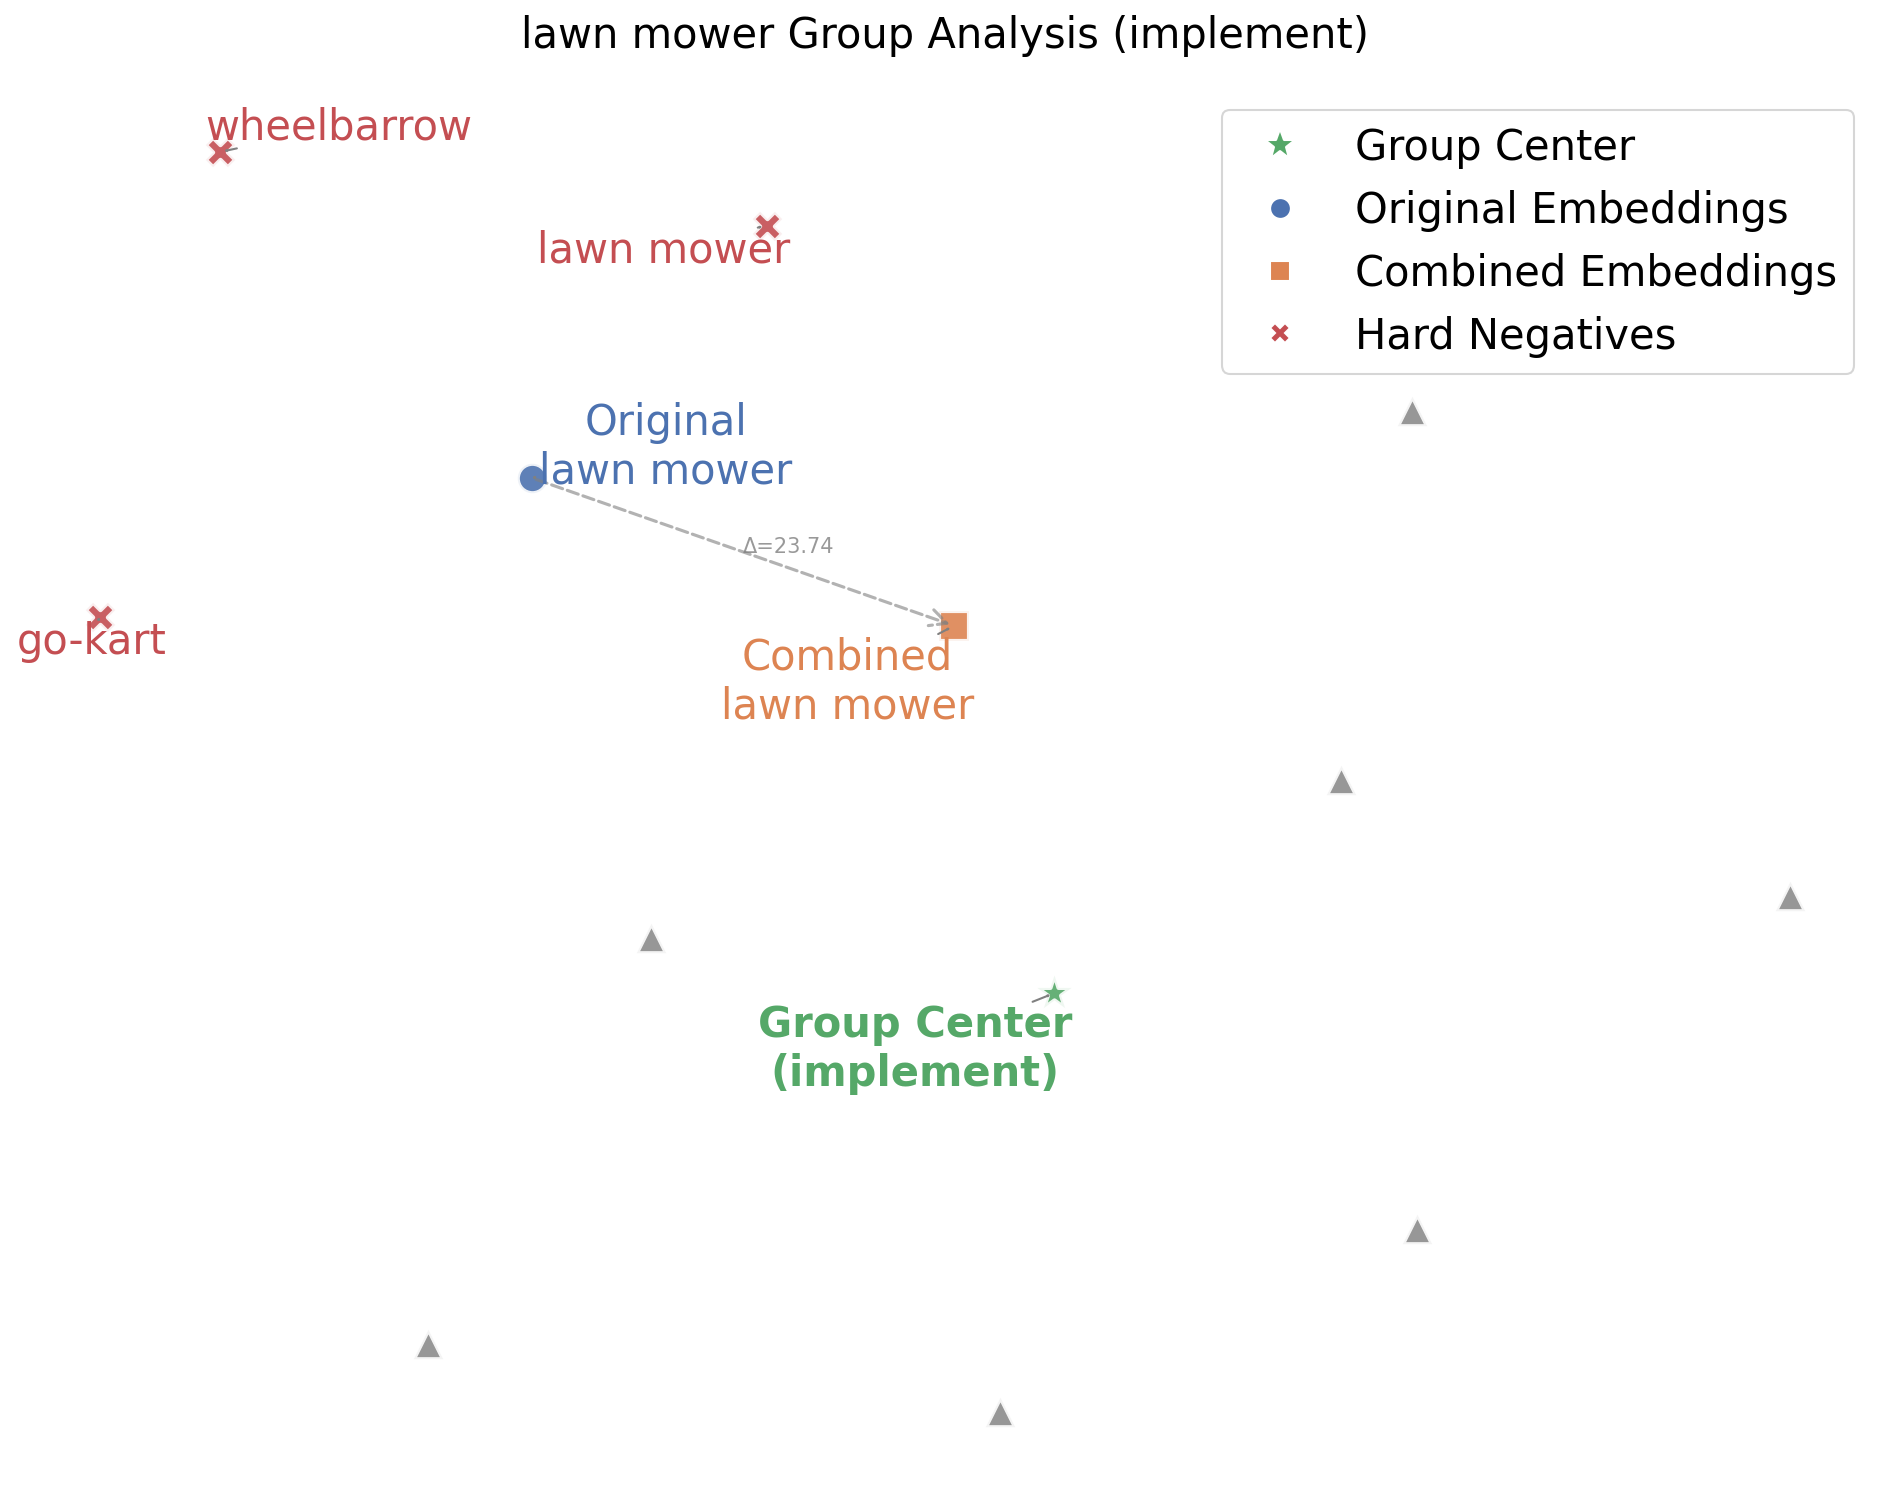 lawn mower Group Analysis (implement)
wheelbarrow
lawn mower
Group Center
Original Embeddings
Combined Embeddings
Hard Negatives
Original
lawn mower
Δ=23.74
go-kart
Combined
lawn mower
Group Center
(implement)